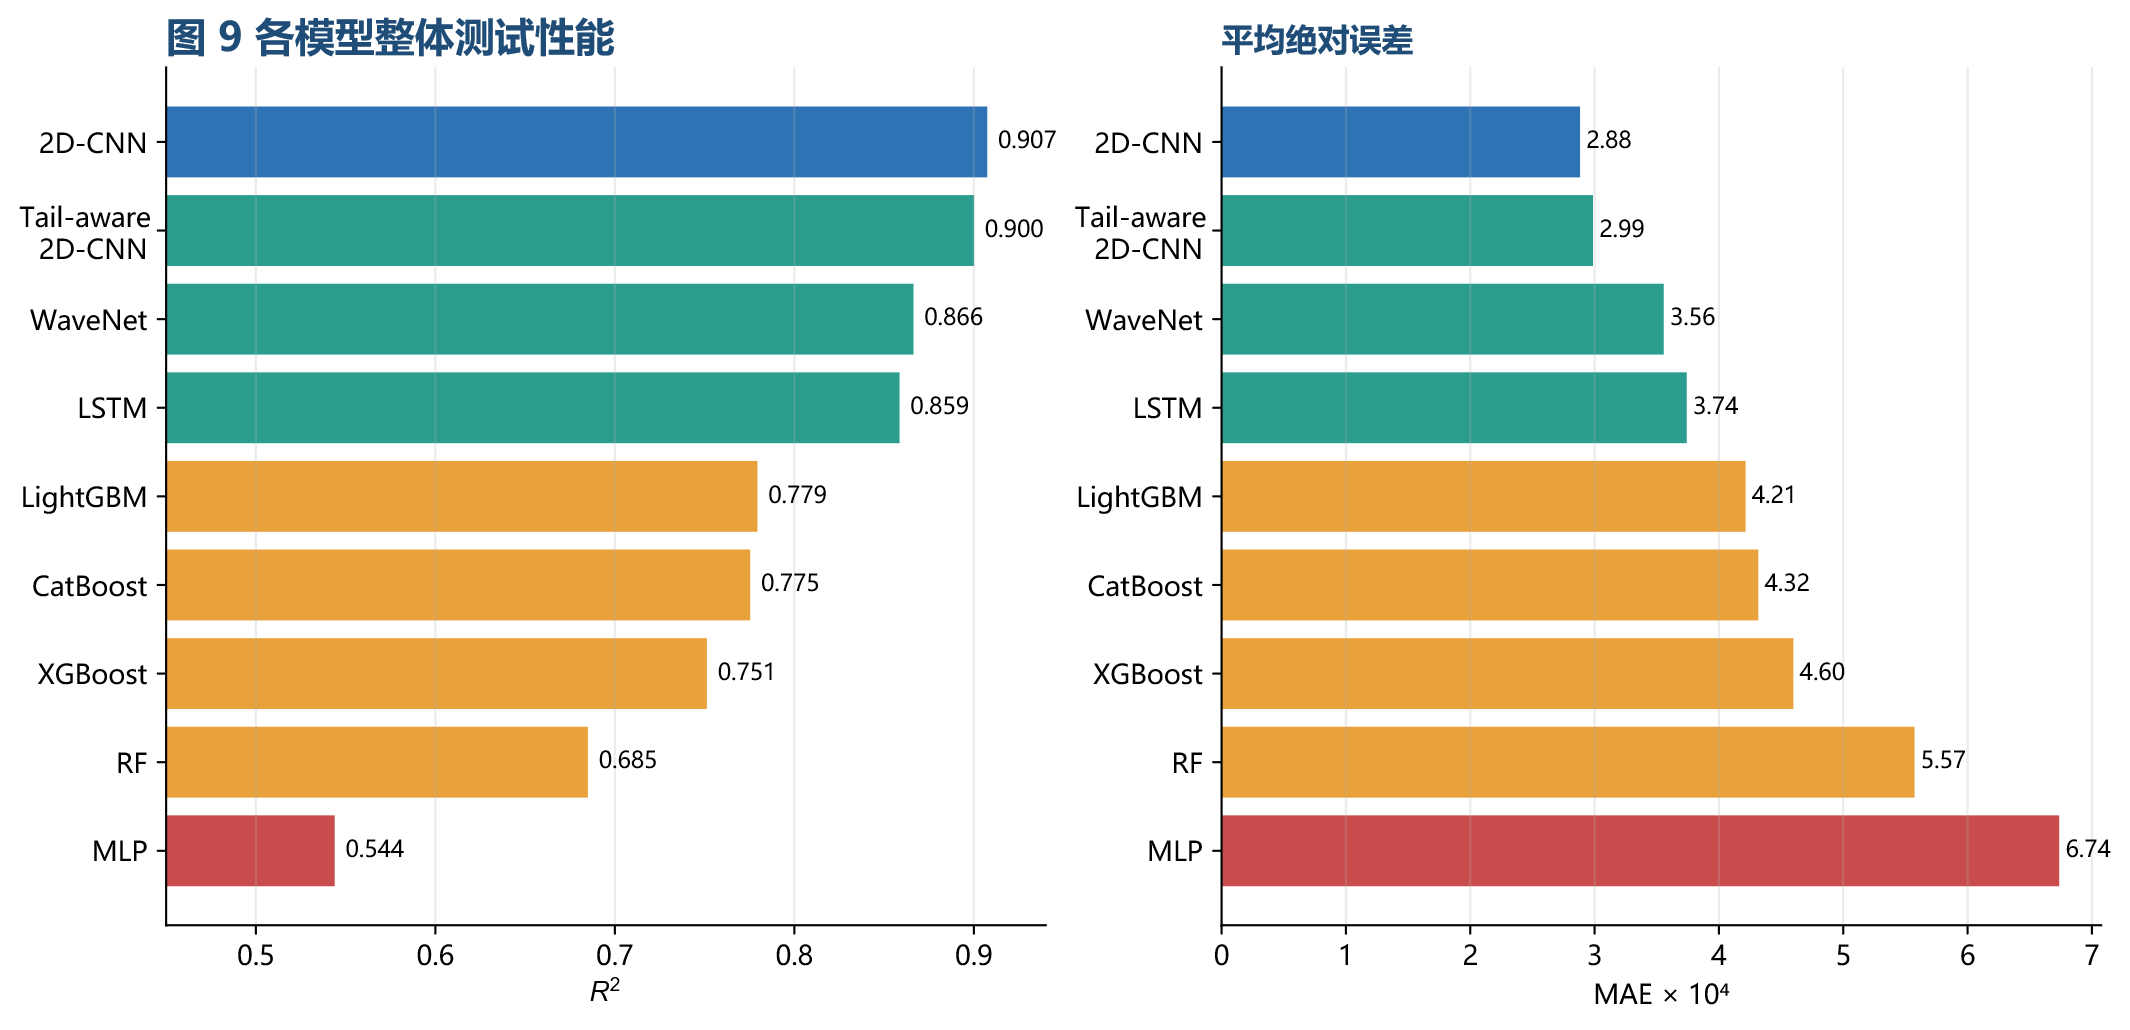 图 9 各模型整体测试性能
2D-CNN
0.907
Tail-aware
2D-CNN
0.900
WaveNet
0.866
LSTM
0.859
LightGBM
0.779
CatBoost
0.775
XGBoost
0.751
RF
0.685
MLP
0.544
0.5 0.6 0.7 0.8 0.9
R²
平均绝对误差
2D-CNN
2.88
Tail-aware
2D-CNN
2.99
WaveNet
3.56
LSTM
3.74
LightGBM
4.21
CatBoost
4.32
XGBoost
4.60
RF
5.57
MLP
6.74
0 1 2 3 4 5 6 7
MAE × 10⁴